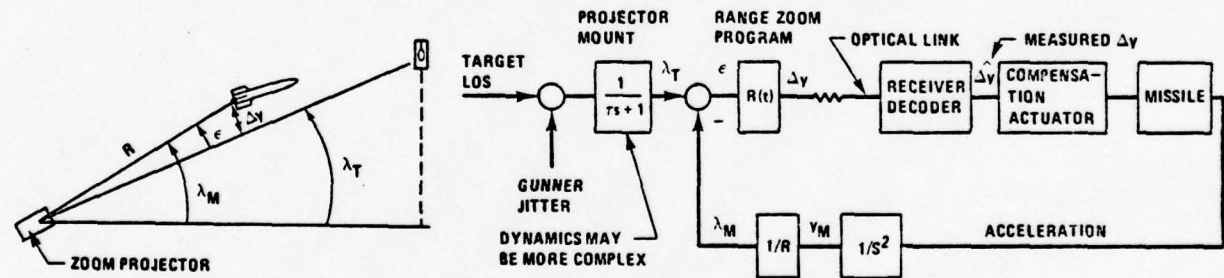 R
ε
Δy
λM
λT
ZOOM PROJECTOR
TARGET
LOS
GUNNER
JITTER
PROJECTOR
MOUNT
1
τs + 1
DYNAMICS MAY
BE MORE COMPLEX
λT
ε
−
RANGE ZOOM
PROGRAM
R(t)
Δy
OPTICAL LINK
RECEIVER
DECODER
MEASURED Δy
Δ̂y
COMPENSA-
TION
ACTUATOR
MISSILE
ACCELERATION
1/S²
YM
1/R
λM